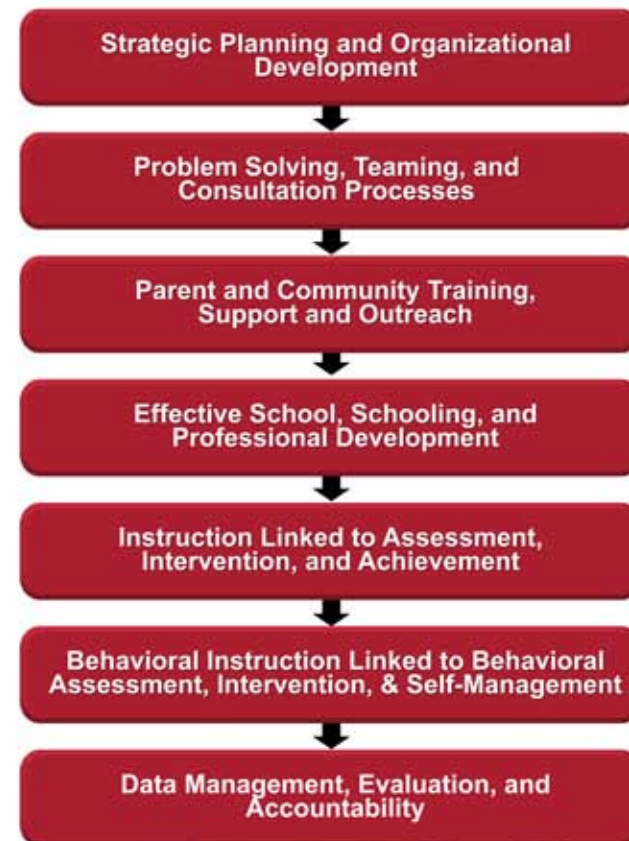 Strategic Planning and Organizational
Development
Problem Solving, Teaming, and
Consultation Processes
Parent and Community Training,
Support and Outreach
Effective School, Schooling, and
Professional Development
Instruction Linked to Assessment,
Intervention, and Achievement
Behavioral Instruction Linked to Behavioral
Assessment, Intervention, & Self-Management
Data Management, Evaluation, and
Accountability